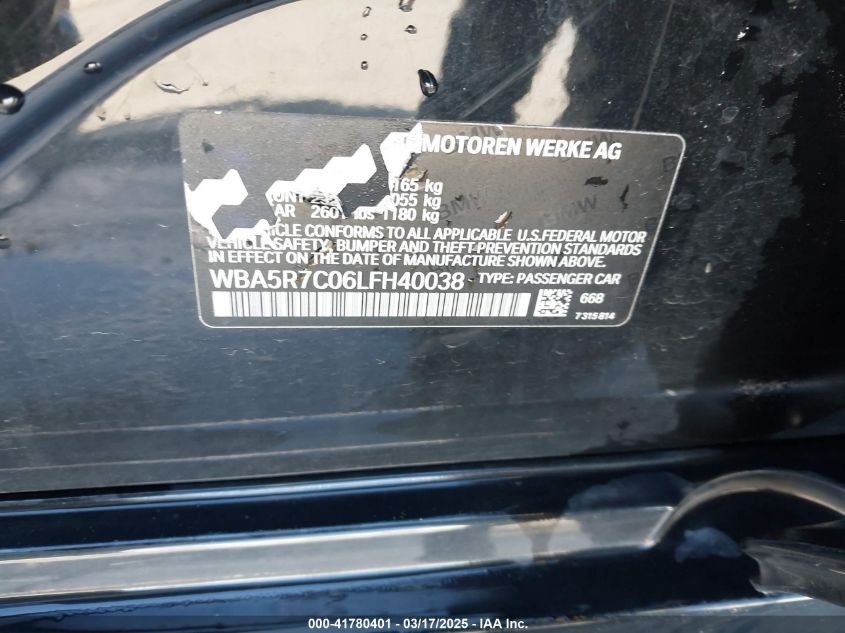 MOTOREN WERKE AG
165 kg
055 kg
AR 260 lbs 1180 kg
CLE CONFORMS TO ALL APPLICABLE U.S.FEDERAL MOTOR
VEHICLE SAFETY, BUMPER AND THEFT PREVENTION STANDARDS
IN EFFECT ON THE DATE OF MANUFACTURE SHOWN ABOVE.
WBA5R7C06LFH40038 TYPE: PASSENGER CAR
668
7315814
000-41780401 / 03/17/2025 - IAA Inc.